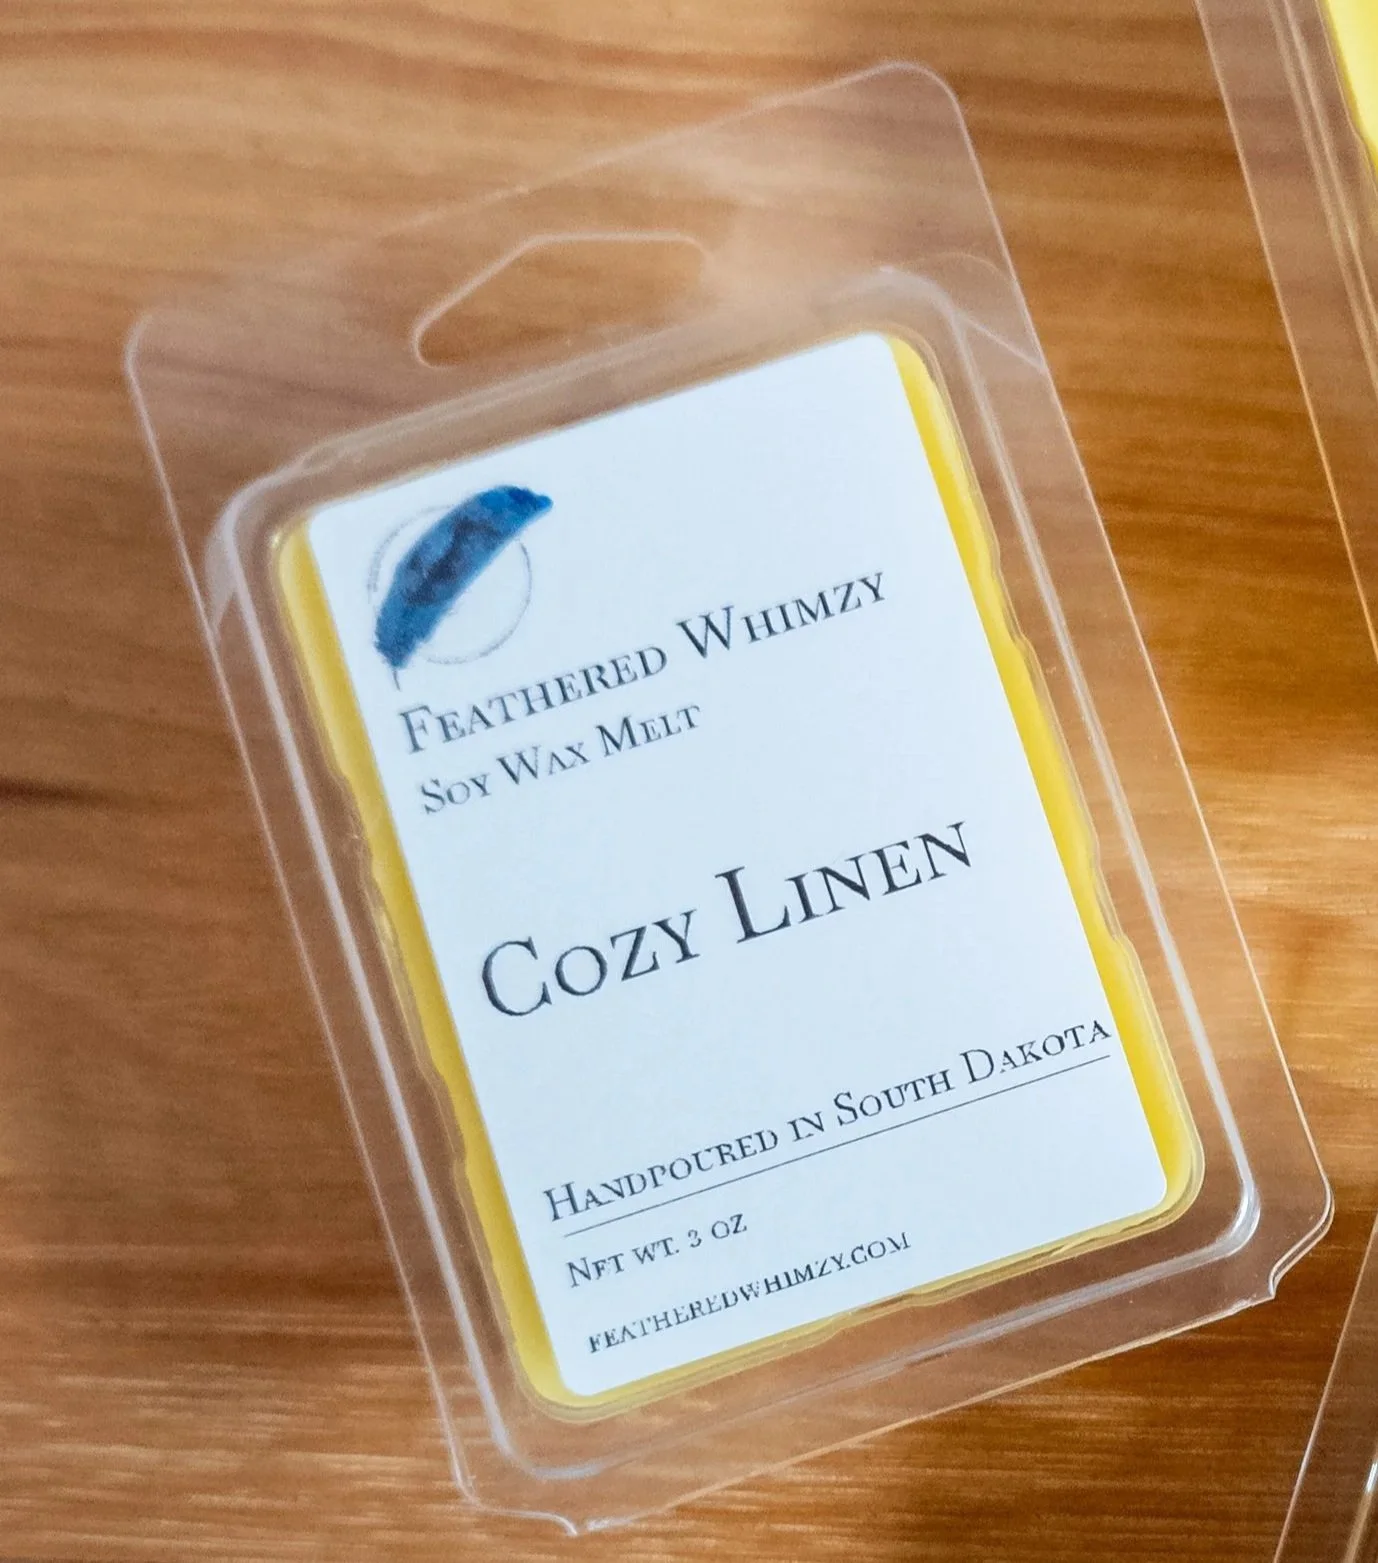 Feathered Whimzy
Soy Wax Melt
Cozy Linen
Handpoured in South Dakota
Net wt. 3 oz
featheredwhimzy.com